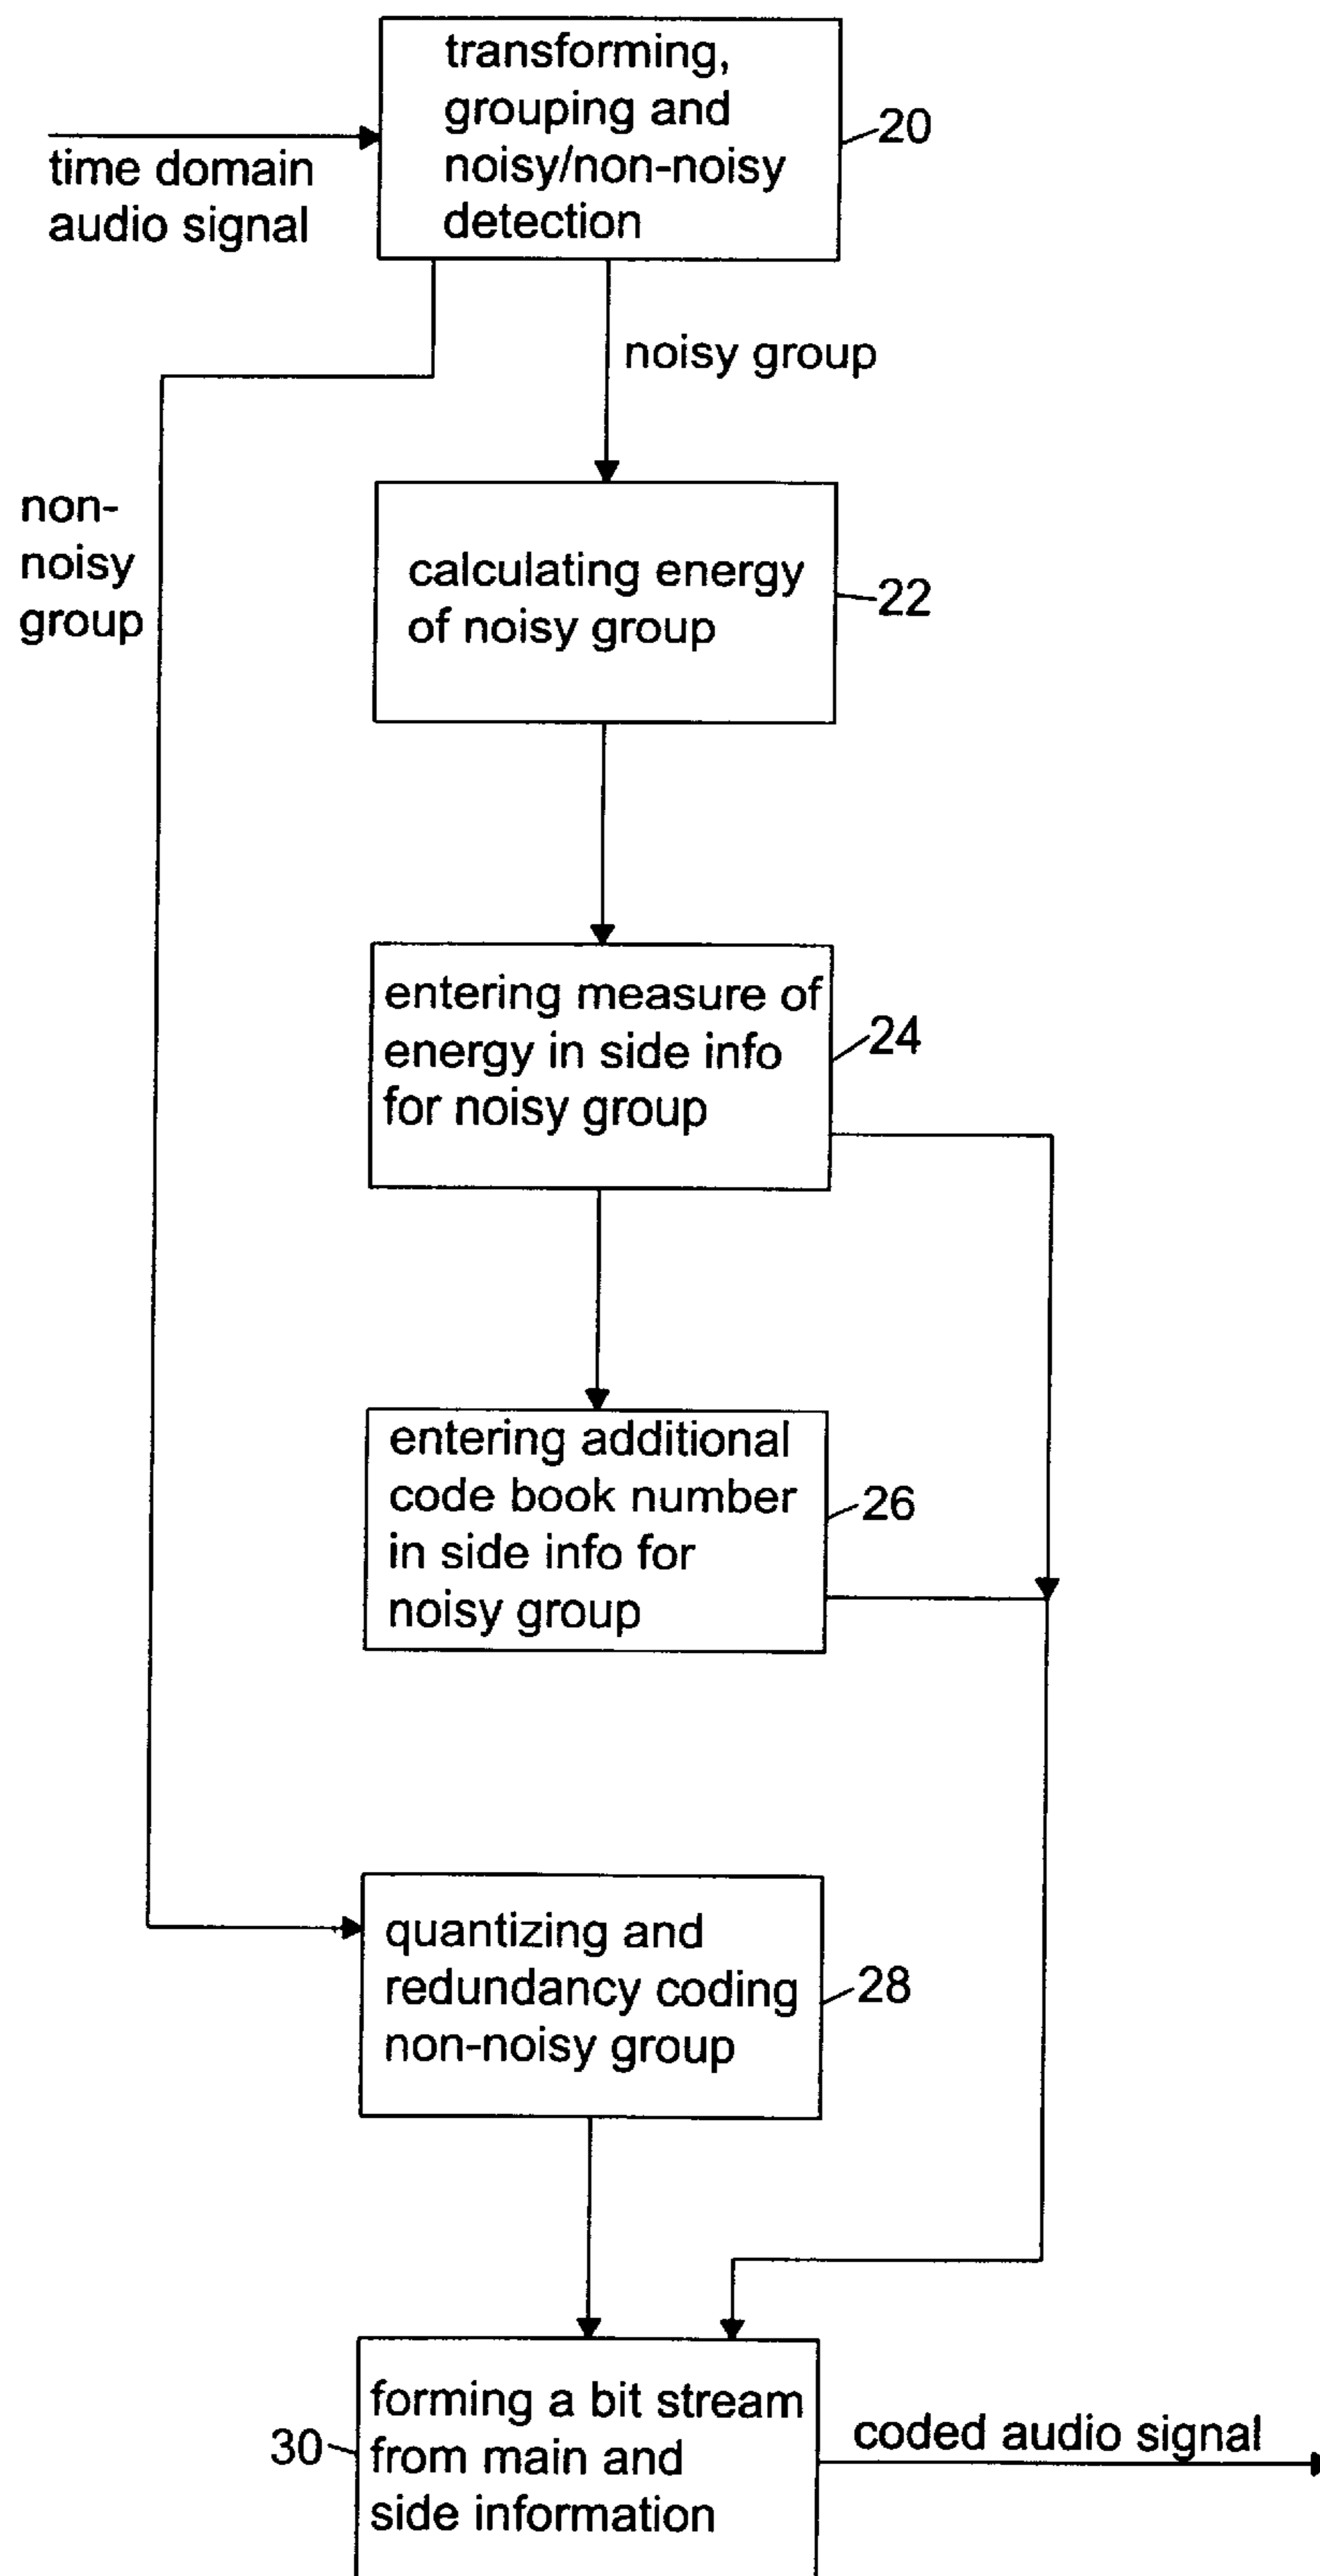 transforming,
grouping and
noisy/non-noisy
detection
20
time domain
audio signal
noisy group
non-
noisy
group
calculating energy
of noisy group
22
entering measure of
energy in side info
for noisy group
24
entering additional
code book number
in side info for
noisy group
26
quantizing and
redundancy coding
non-noisy group
28
forming a bit stream
from main and
side information
30
coded audio signal